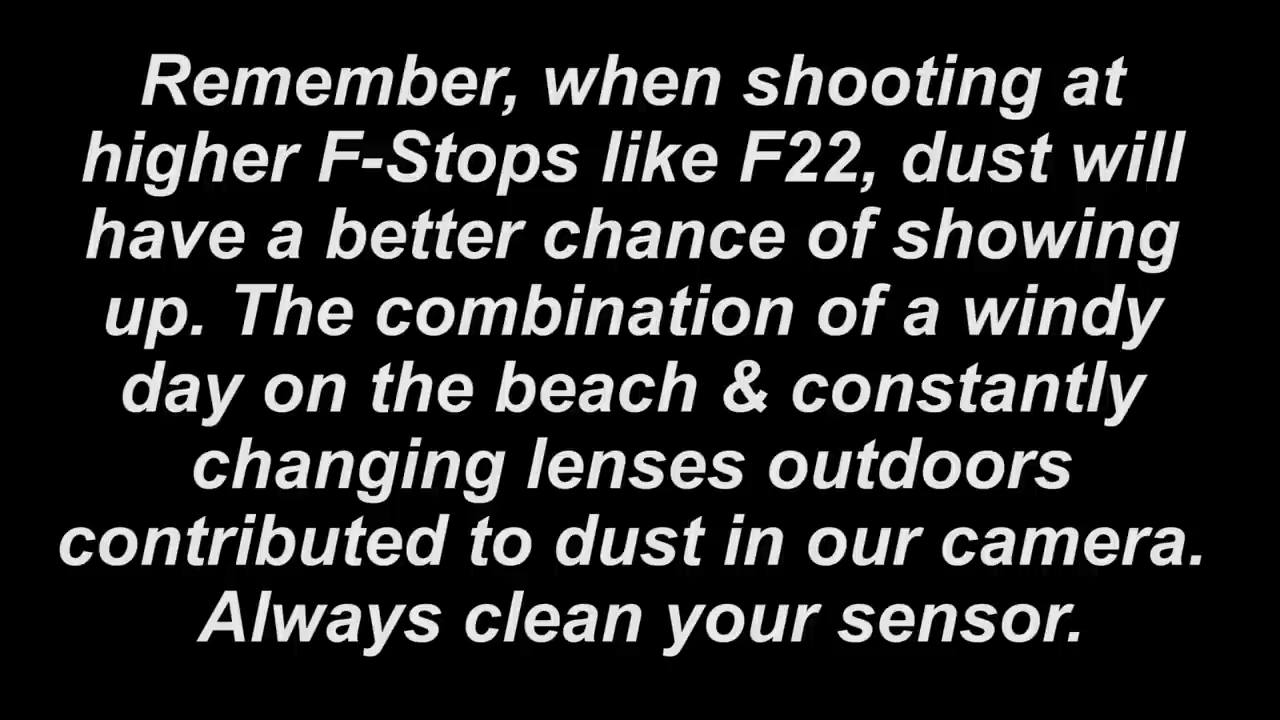 Remember, when shooting at
higher F-Stops like F22, dust will
have a better chance of showing
up. The combination of a windy
day on the beach & constantly
changing lenses outdoors
contributed to dust in our camera.
Always clean your sensor.